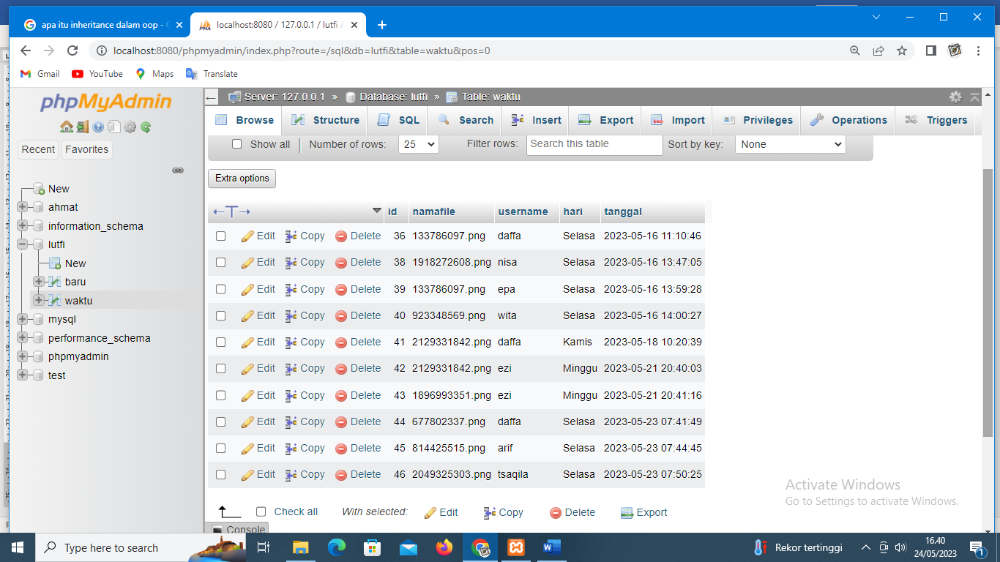 apa itu inheritance dalam oop -
localhost:8080 / 127.0.0.1 / lutfi /
localhost:8080/phpmyadmin/index.php?route=/sql&db=lutfi&table=waktu&pos=0
Gmail YouTube Maps Translate
phpMyAdmin
Recent Favorites
New
ahmat
information_schema
lutfi
New
baru
waktu
mysql
performance_schema
phpmyadmin
test
Server: 127.0.0.1 » Database: lutfi » Table: waktu
Browse Structure SQL Search Insert Export Import Privileges Operations Triggers
Show all Number of rows: 25 Filter rows: Search this table Sort by key: None
Extra options
←T→ id namafile username hari tanggal
Edit Copy Delete 36 133786097.png daffa Selasa 2023-05-16 11:10:46
Edit Copy Delete 38 1918272608.png nisa Selasa 2023-05-16 13:47:05
Edit Copy Delete 39 133786097.png epa Selasa 2023-05-16 13:59:28
Edit Copy Delete 40 923348569.png wita Selasa 2023-05-16 14:00:27
Edit Copy Delete 41 2129331842.png daffa Kamis 2023-05-18 10:20:39
Edit Copy Delete 42 2129331842.png ezi Minggu 2023-05-21 20:40:03
Edit Copy Delete 43 1896993351.png ezi Minggu 2023-05-21 20:41:16
Edit Copy Delete 44 677802337.png daffa Selasa 2023-05-23 07:41:49
Edit Copy Delete 45 814425515.png arif Selasa 2023-05-23 07:44:45
Edit Copy Delete 46 2049325303.png tsaqila Selasa 2023-05-23 07:50:25
Check all With selected: Edit Copy Delete Export
Console
Activate Windows
Go to Settings to activate Windows.
Type here to search
Rekor tertinggi
16.40
24/05/2023
1